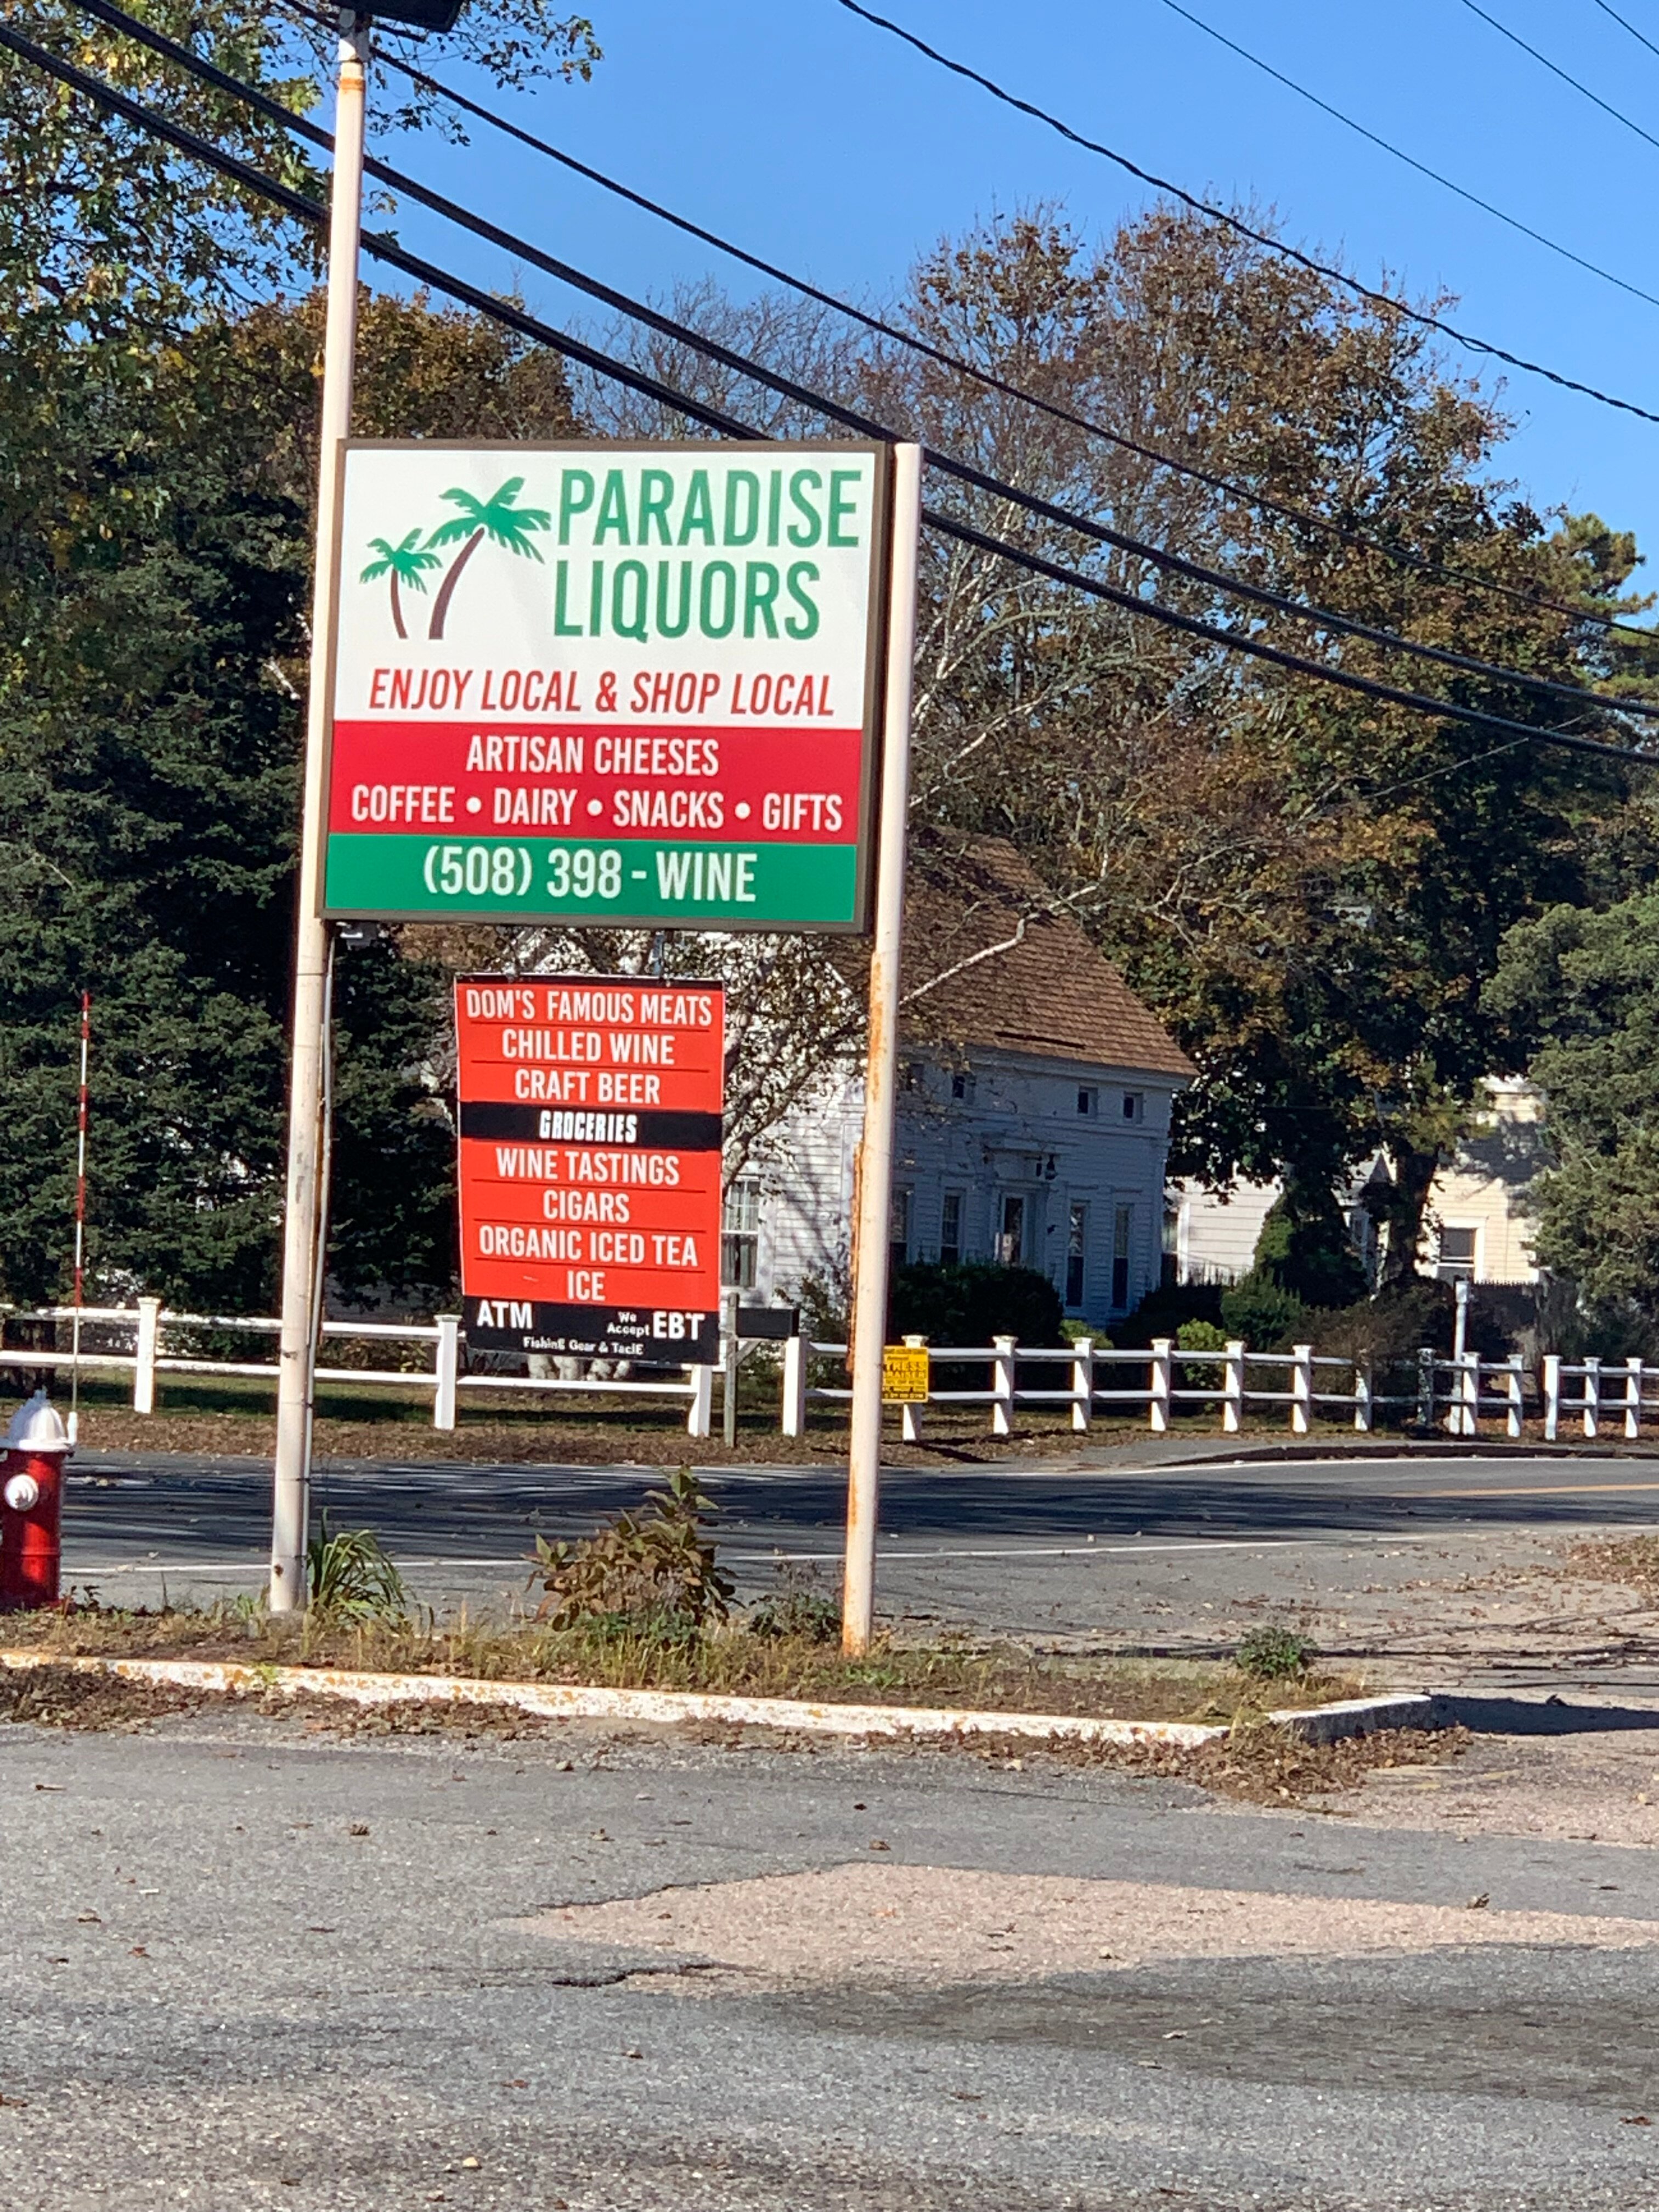 PARADISE
LIQUORS
ENJOY LOCAL & SHOP LOCAL
ARTISAN CHEESES
COFFEE • DAIRY • SNACKS • GIFTS
(508) 398 - WINE
DOM'S FAMOUS MEATS
CHILLED WINE
CRAFT BEER
GROCERIES
WINE TASTINGS
CIGARS
ORGANIC ICED TEA
ICE
ATM We Accept EBT
FishinE Gear & TaclE